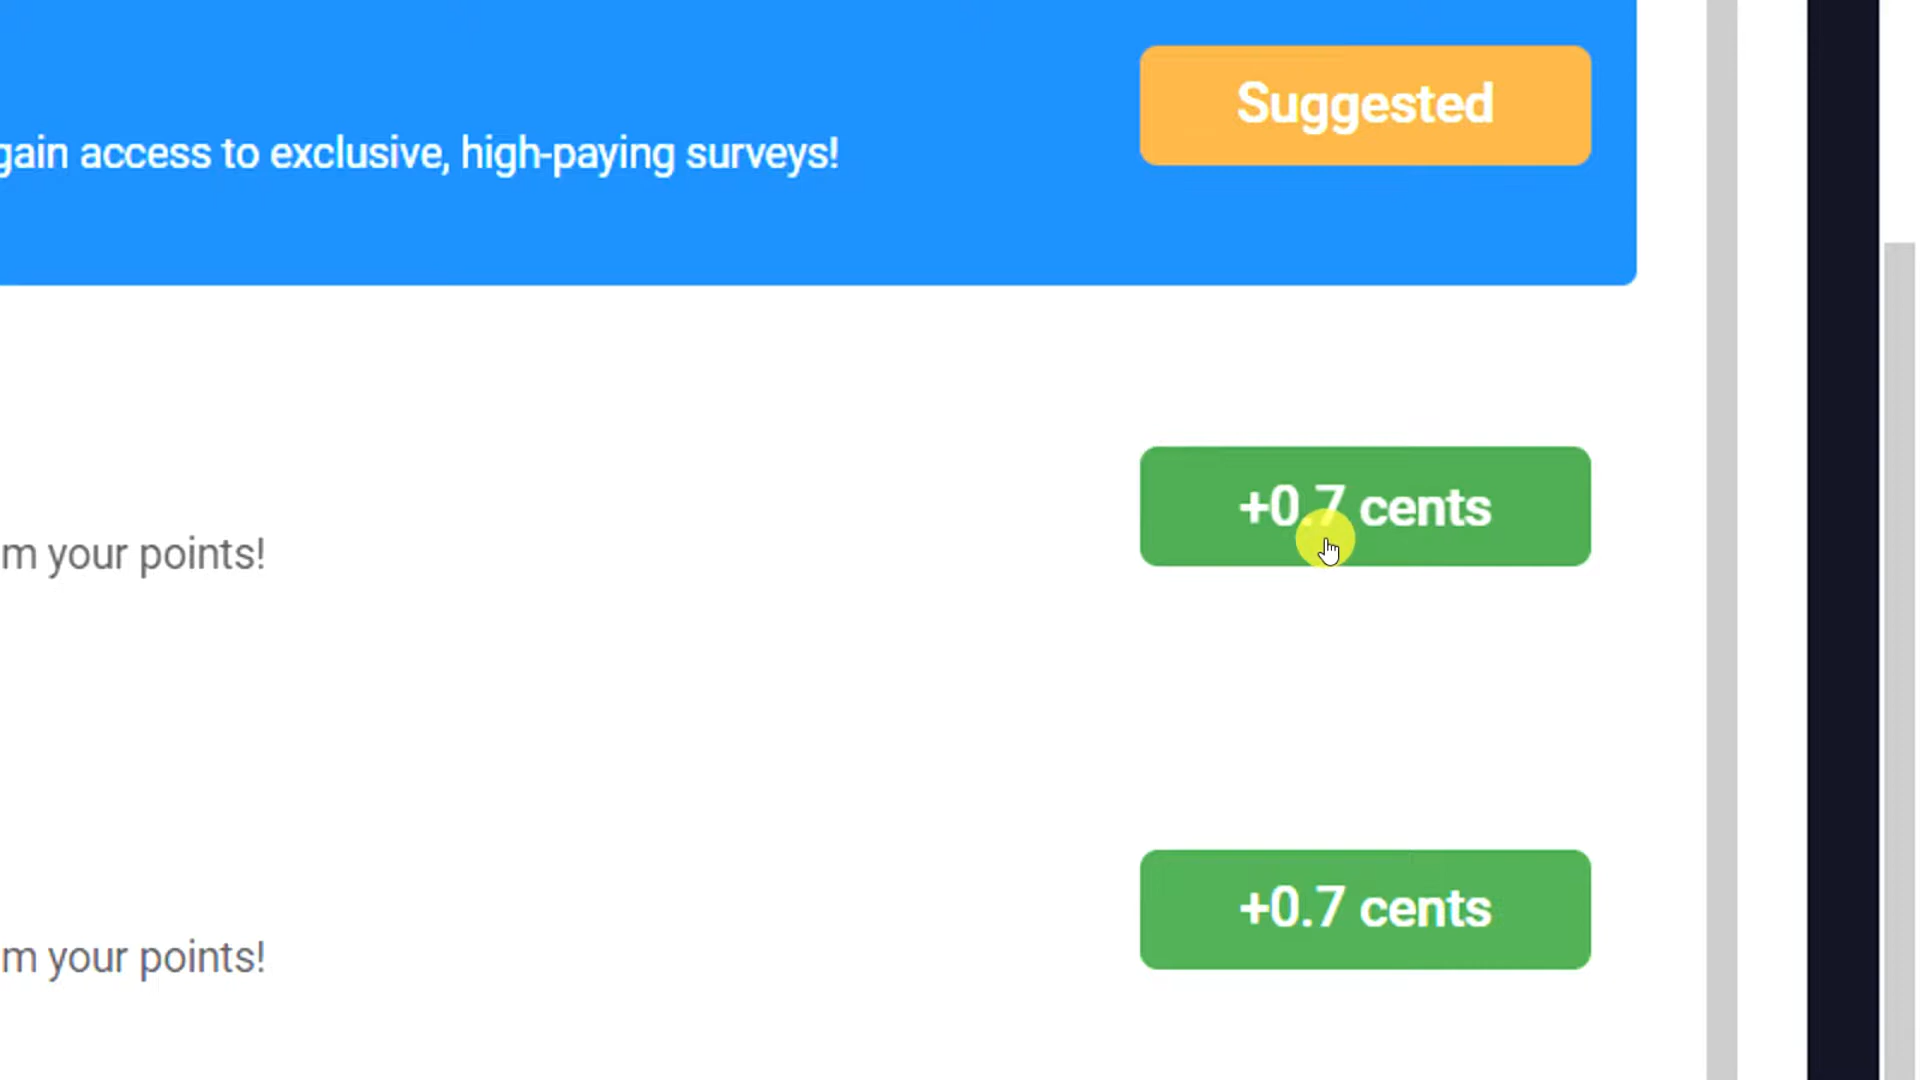 Suggested
gain access to exclusive, high-paying surveys!
+0.7 cents
m your points!
+0.7 cents
m your points!